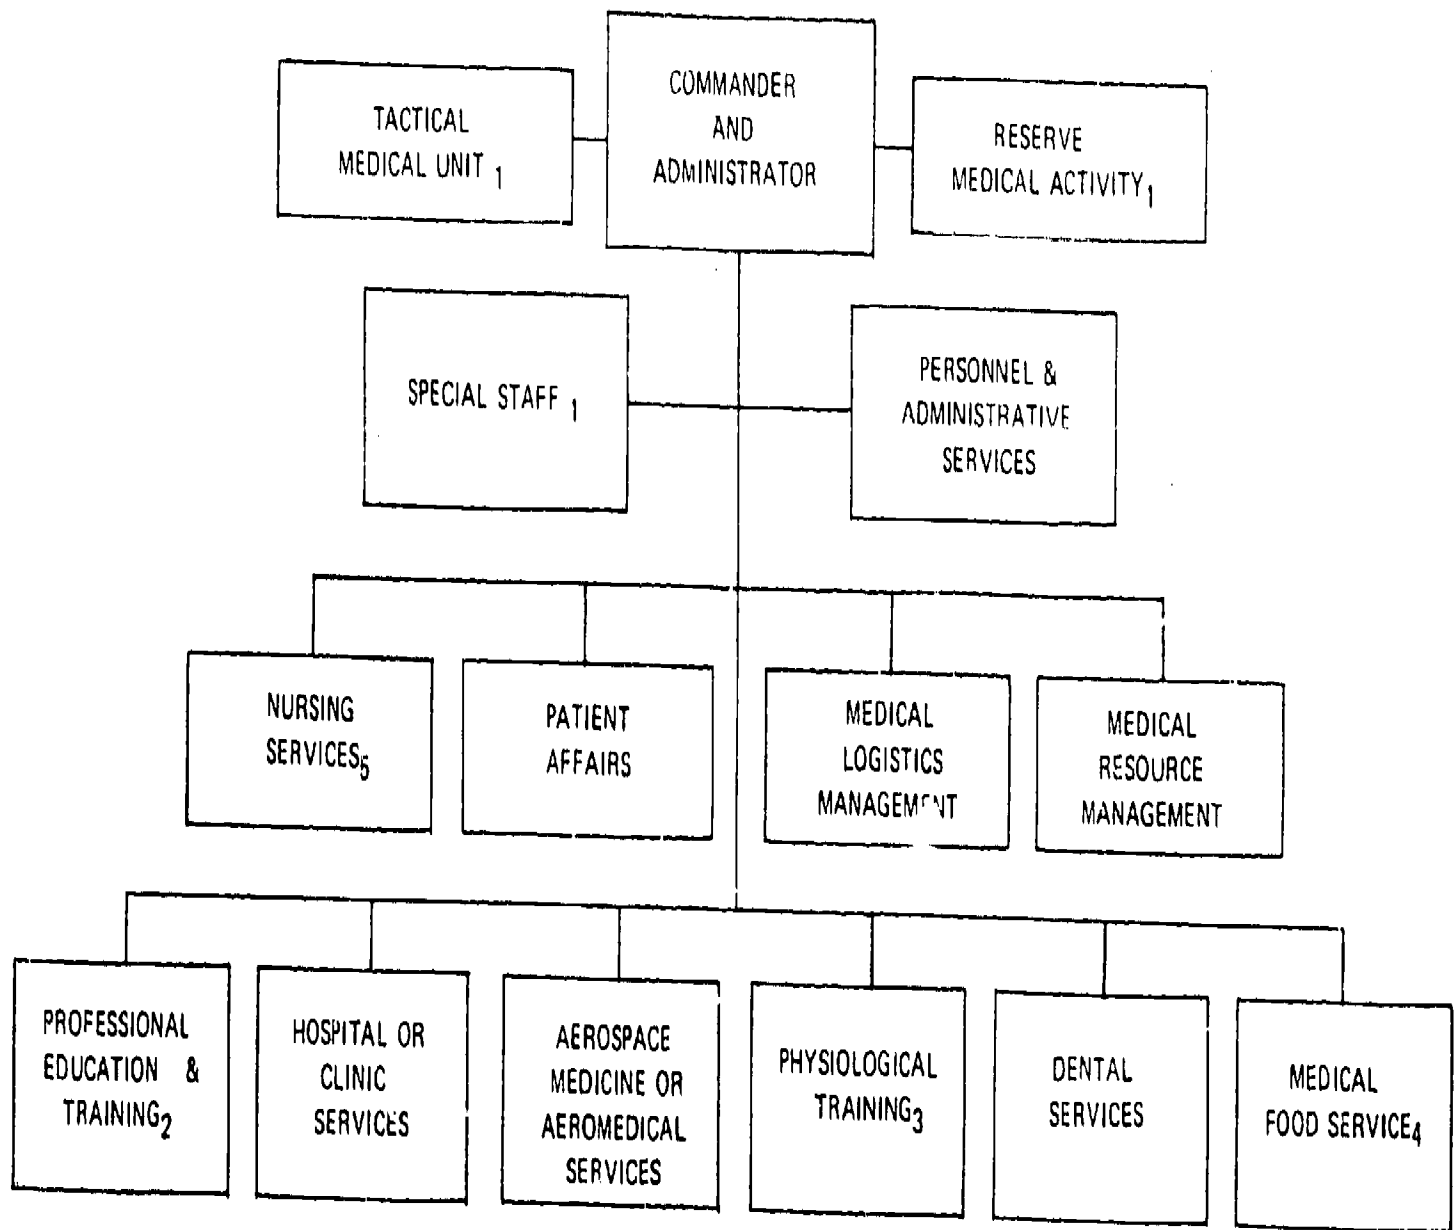 COMMANDER
AND
ADMINISTRATOR
TACTICAL
MEDICAL UNIT 1
RESERVE
MEDICAL ACTIVITY1
SPECIAL STAFF 1
PERSONNEL &
ADMINISTRATIVE
SERVICES
NURSING
SERVICES5
PATIENT
AFFAIRS
MEDICAL
LOGISTICS
MANAGEMENT
MEDICAL
RESOURCE
MANAGEMENT
PROFESSIONAL
EDUCATION &
TRAINING2
HOSPITAL OR
CLINIC
SERVICES
AEROSPACE
MEDICINE OR
AEROMEDICAL
SERVICES
PHYSIOLOGICAL
TRAINING3
DENTAL
SERVICES
MEDICAL
FOOD SERVICE4